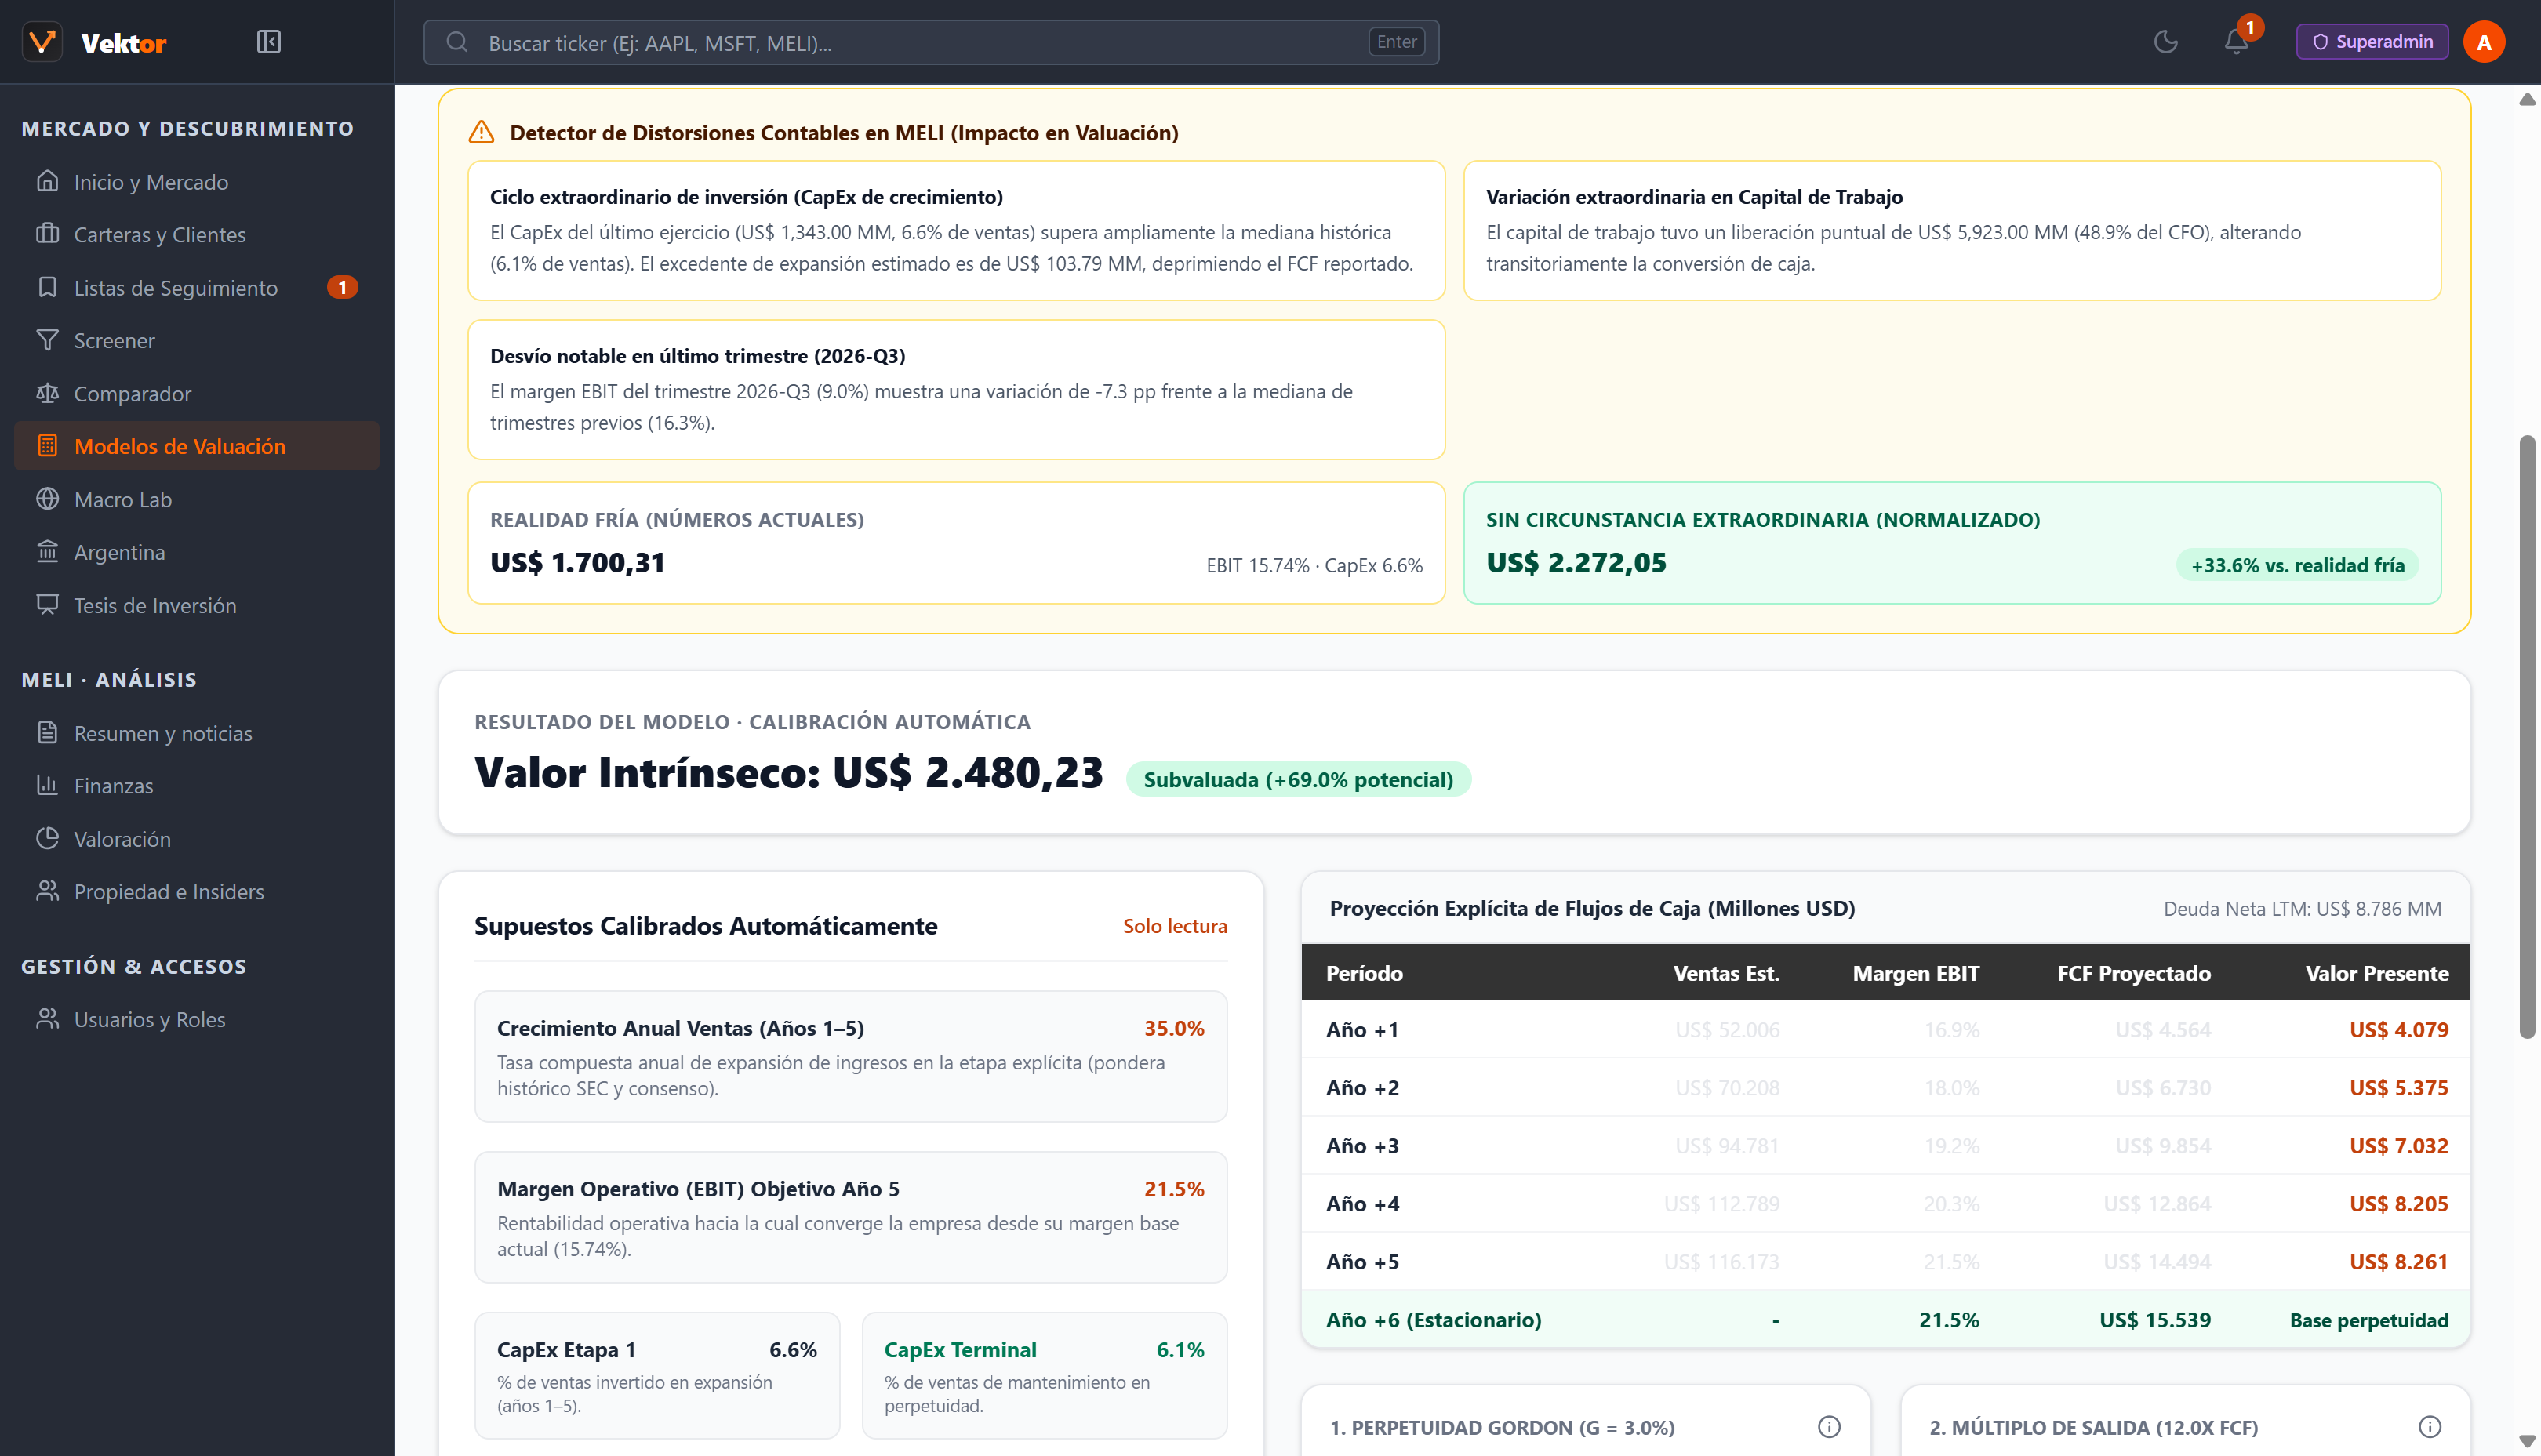 Vektor
Buscar ticker (Ej: AAPL, MSFT, MELI)...
Enter
1
Superadmin
A
MERCADO Y DESCUBRIMIENTO
Inicio y Mercado
Carteras y Clientes
Listas de Seguimiento
1
Screener
Comparador
Modelos de Valuación
Macro Lab
Argentina
Tesis de Inversión
MELI · ANÁLISIS
Resumen y noticias
Finanzas
Valoración
Propiedad e Insiders
GESTIÓN & ACCESOS
Usuarios y Roles
Detector de Distorsiones Contables en MELI (Impacto en Valuación)
Ciclo extraordinario de inversión (CapEx de crecimiento)
El CapEx del último ejercicio (US$ 1,343.00 MM, 6.6% de ventas) supera ampliamente la mediana histórica
(6.1% de ventas). El excedente de expansión estimado es de US$ 103.79 MM, deprimiendo el FCF reportado.
Variación extraordinaria en Capital de Trabajo
El capital de trabajo tuvo un liberación puntual de US$ 5,923.00 MM (48.9% del CFO), alterando
transitoriamente la conversión de caja.
Desvío notable en último trimestre (2026-Q3)
El margen EBIT del trimestre 2026-Q3 (9.0%) muestra una variación de -7.3 pp frente a la mediana de
trimestres previos (16.3%).
REALIDAD FRÍA (NÚMEROS ACTUALES)
US$ 1.700,31
EBIT 15.74% · CapEx 6.6%
SIN CIRCUNSTANCIA EXTRAORDINARIA (NORMALIZADO)
US$ 2.272,05
+33.6% vs. realidad fría
RESULTADO DEL MODELO · CALIBRACIÓN AUTOMÁTICA
Valor Intrínseco: US$ 2.480,23
Subvaluada (+69.0% potencial)
Supuestos Calibrados Automáticamente
Solo lectura
Crecimiento Anual Ventas (Años 1–5)
35.0%
Tasa compuesta anual de expansión de ingresos en la etapa explícita (pondera
histórico SEC y consenso).
Margen Operativo (EBIT) Objetivo Año 5
21.5%
Rentabilidad operativa hacia la cual converge la empresa desde su margen base
actual (15.74%).
CapEx Etapa 1
6.6%
% de ventas invertido en expansión
(años 1–5).
CapEx Terminal
6.1%
% de ventas de mantenimiento en
perpetuidad.
Proyección Explícita de Flujos de Caja (Millones USD)
Deuda Neta LTM: US$ 8.786 MM
Período Ventas Est. Margen EBIT FCF Proyectado Valor Presente
Año +1 US$ 52.006 16.9% US$ 4.564 US$ 4.079
Año +2 US$ 70.208 18.0% US$ 6.730 US$ 5.375
Año +3 US$ 94.781 19.2% US$ 9.854 US$ 7.032
Año +4 US$ 112.789 20.3% US$ 12.864 US$ 8.205
Año +5 US$ 116.173 21.5% US$ 14.494 US$ 8.261
Año +6 (Estacionario) - 21.5% US$ 15.539 Base perpetuidad
1. PERPETUIDAD GORDON (G = 3.0%)
2. MÚLTIPLO DE SALIDA (12.0X FCF)